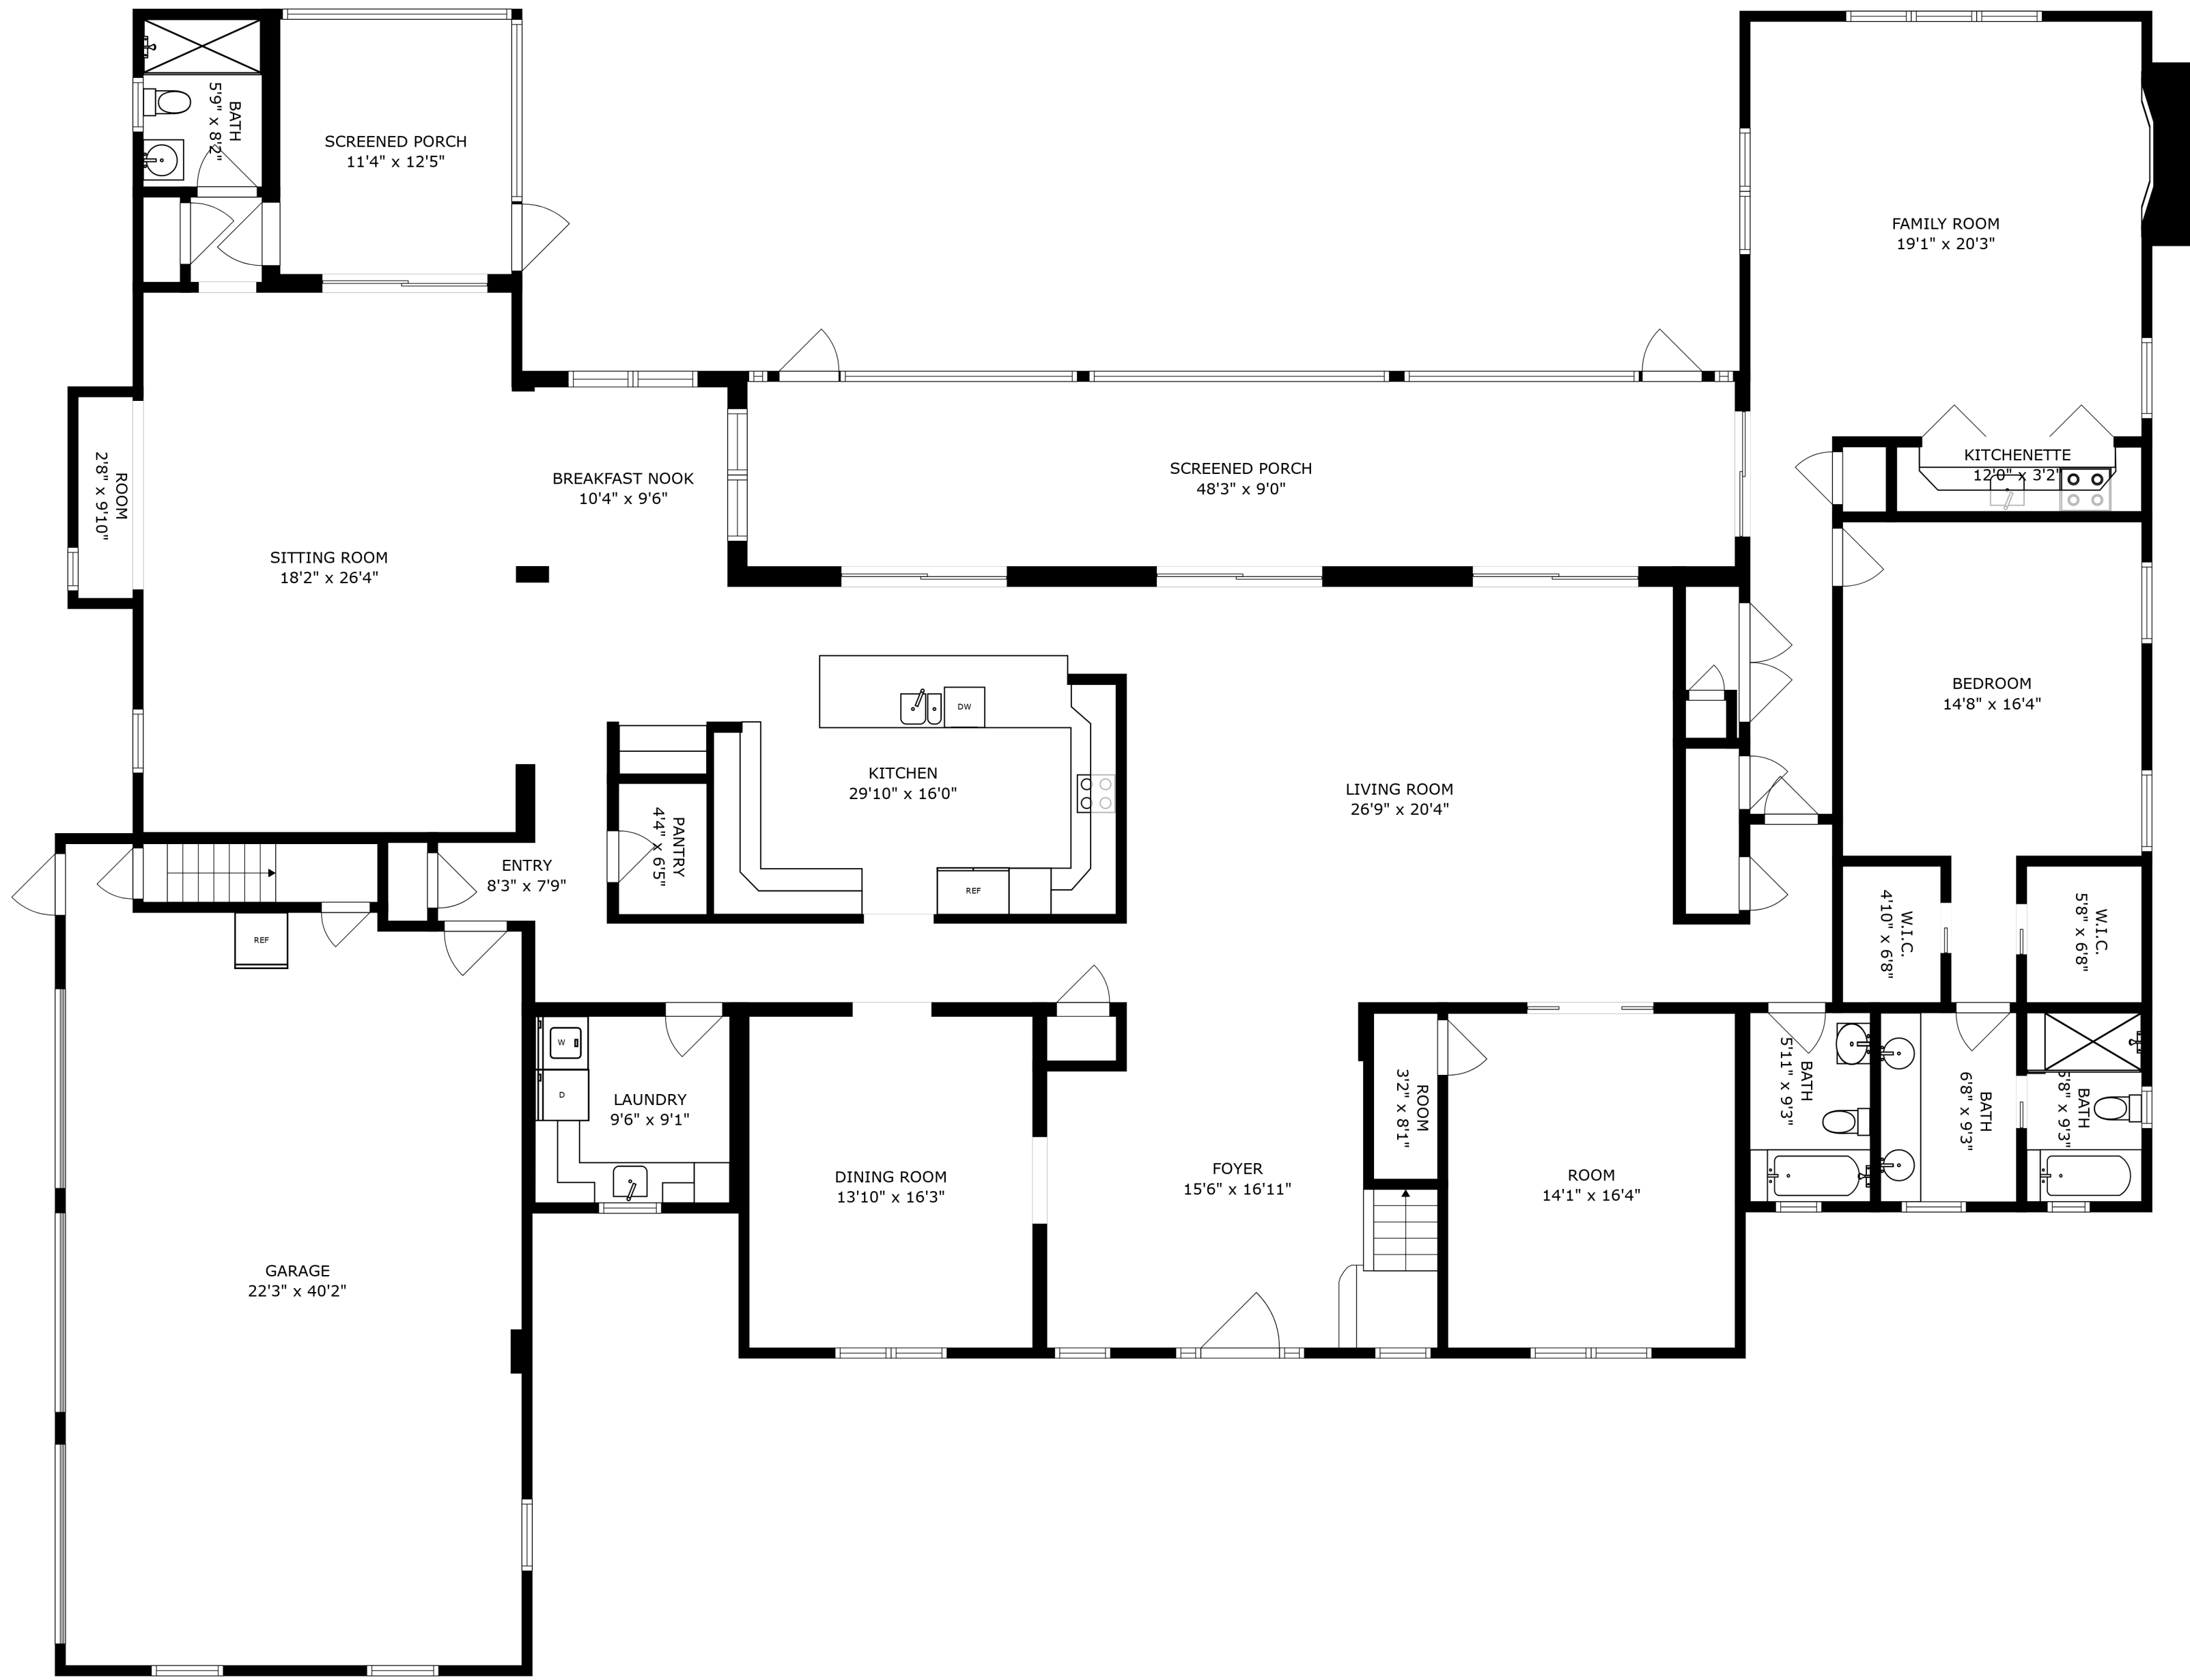 BATH
5'9" x 8'2"
SCREENED PORCH
11'4" x 12'5"
FAMILY ROOM
19'1" x 20'3"
ROOM
2'8" x 9'10"
SITTING ROOM
18'2" x 26'4"
BREAKFAST NOOK
10'4" x 9'6"
SCREENED PORCH
48'3" x 9'0"
KITCHENETTE
12'0" x 3'2"
BEDROOM
14'8" x 16'4"
DW
KITCHEN
29'10" x 16'0"
LIVING ROOM
26'9" x 20'4"
PANTRY
4'4" x 6'5"
ENTRY
8'3" x 7'9"
REF
REF
W.I.C.
4'10" x 6'8"
W.I.C.
5'8" x 6'8"
W
D
LAUNDRY
9'6" x 9'1"
DINING ROOM
13'10" x 16'3"
FOYER
15'6" x 16'11"
ROOM
3'2" x 8'1"
ROOM
14'1" x 16'4"
BATH
5'11" x 9'3"
BATH
6'8" x 9'3"
BATH
5'8" x 9'3"
GARAGE
22'3" x 40'2"